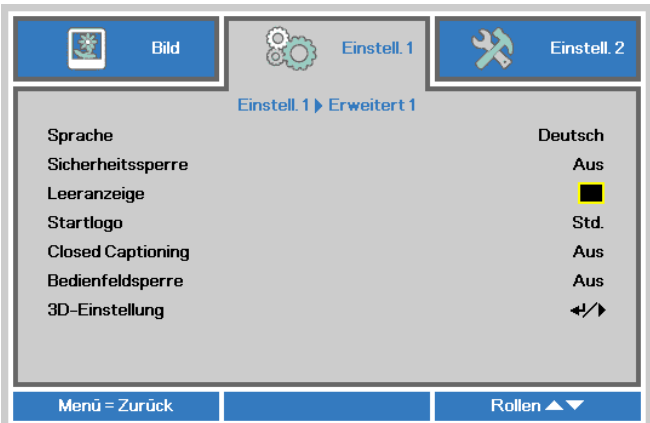 Bild
Einstell. 1
Einstell. 2
Einstell. 1 Erweitert 1
Sprache Deutsch
Sicherheitssperre Aus
Leeranzeige
Startlogo Std.
Closed Captioning Aus
Bedienfeldsperre Aus
3D-Einstellung
Menü = Zurück
Rollen